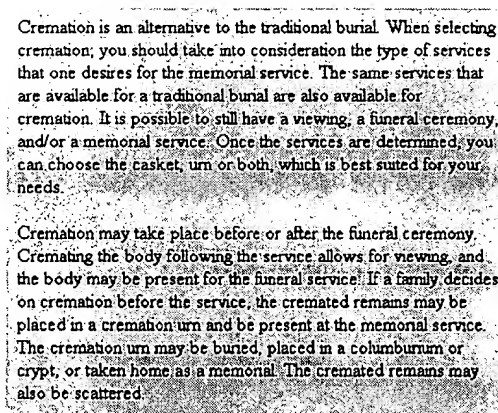 Cremation is an alternative to the traditional burial. When selecting
cremation, you should take into consideration the type of services
that one desires for the memorial service. The same services that
are available for a traditional burial are also available for
cremation. It is possible to still have a viewing, a funeral ceremony,
and/or a memorial service. Once the services are determined, you
can choose the casket, urn or both, which is best suited for your
needs.
Cremation may take place before or after the funeral ceremony.
Cremating the body following the service allows for viewing, and
the body may be present for the funeral service. If a family decides
on cremation before the service, the cremated remains may be
placed in a cremation urn and be present at the memorial service.
The cremation urn may be buried, placed in a columburium or
crypt, or taken home as a memorial. The cremated remains may
also be scattered.